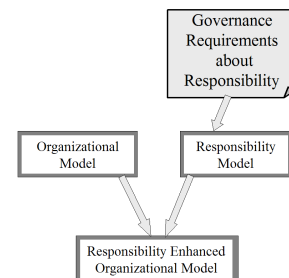 Governance
Requirements
about
Responsibility
Organizational
Model
Responsibility
Model
Responsibility Enhanced
Organizational Model